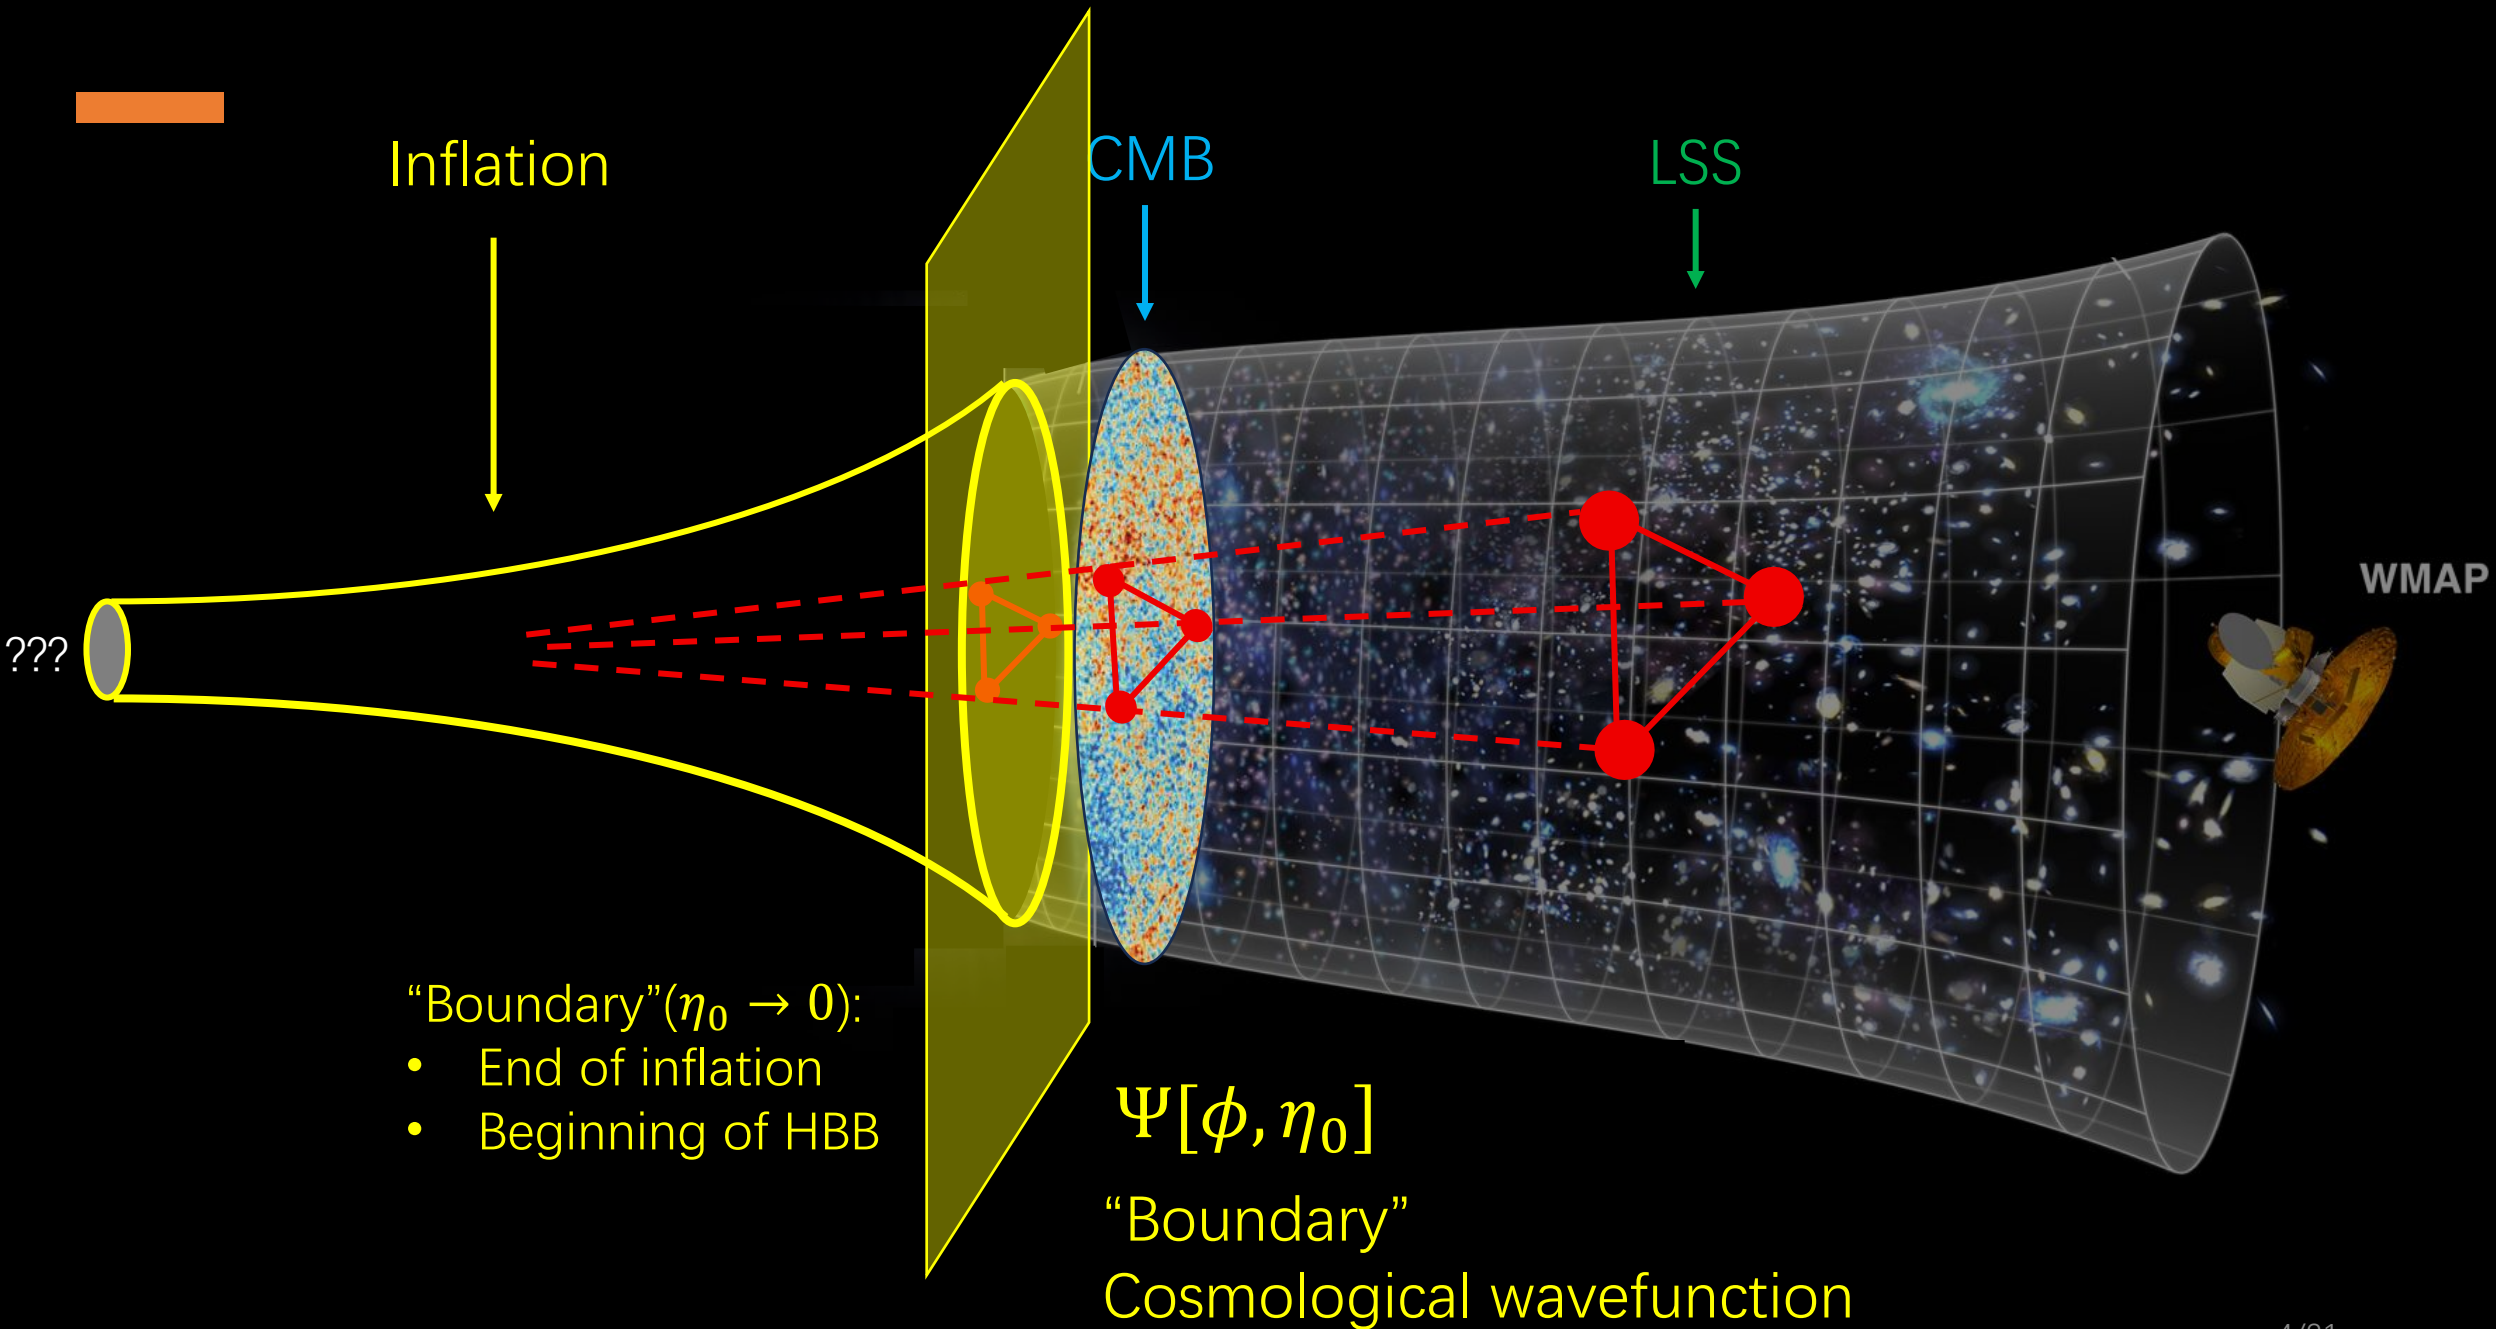 Inflation
CMB
LSS
WMAP
???
“Boundary”(η₀ → 0):
• End of inflation
• Beginning of HBB
Ψ[ϕ, η₀]
“Boundary”
Cosmological wavefunction